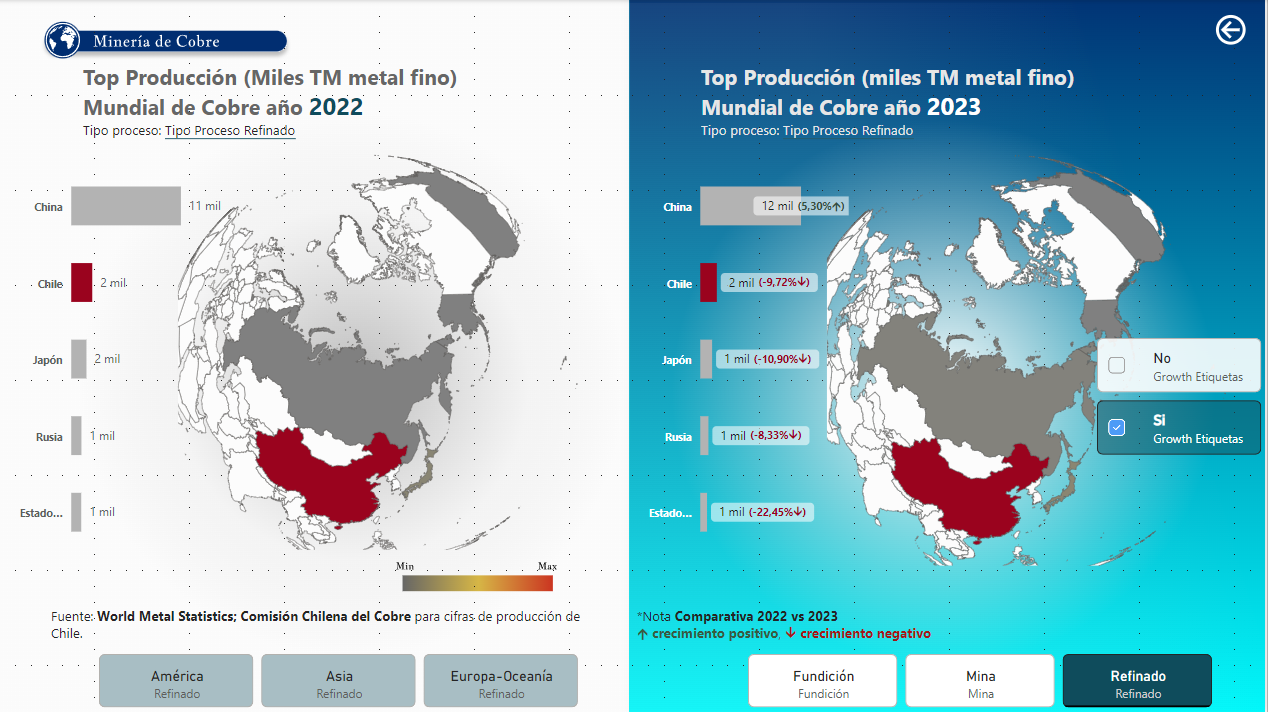 Minería de Cobre
Top Producción (Miles TM metal fino)
Mundial de Cobre año 2022
Tipo proceso: Tipo Proceso Refinado
China
11 mil
Chile
2 mil
Japón
2 mil
Rusia
1 mil
Estado...
1 mil
Min
Max
Fuente: World Metal Statistics; Comisión Chilena del Cobre para cifras de producción de
Chile.
América
Refinado
Asia
Refinado
Europa-Oceanía
Refinado
Top Producción (miles TM metal fino)
Mundial de Cobre año 2023
Tipo proceso: Tipo Proceso Refinado
China
12 mil (5,30%↑)
Chile
2 mil (-9,72%↓)
Japón
1 mil (-10,90%↓)
Rusia
1 mil (-8,33%↓)
Estado...
1 mil (-22,45%↓)
No
Growth Etiquetas
Si
Growth Etiquetas
*Nota Comparativa 2022 vs 2023
↑ crecimiento positivo, ↓ crecimiento negativo
Fundición
Fundición
Mina
Mina
Refinado
Refinado